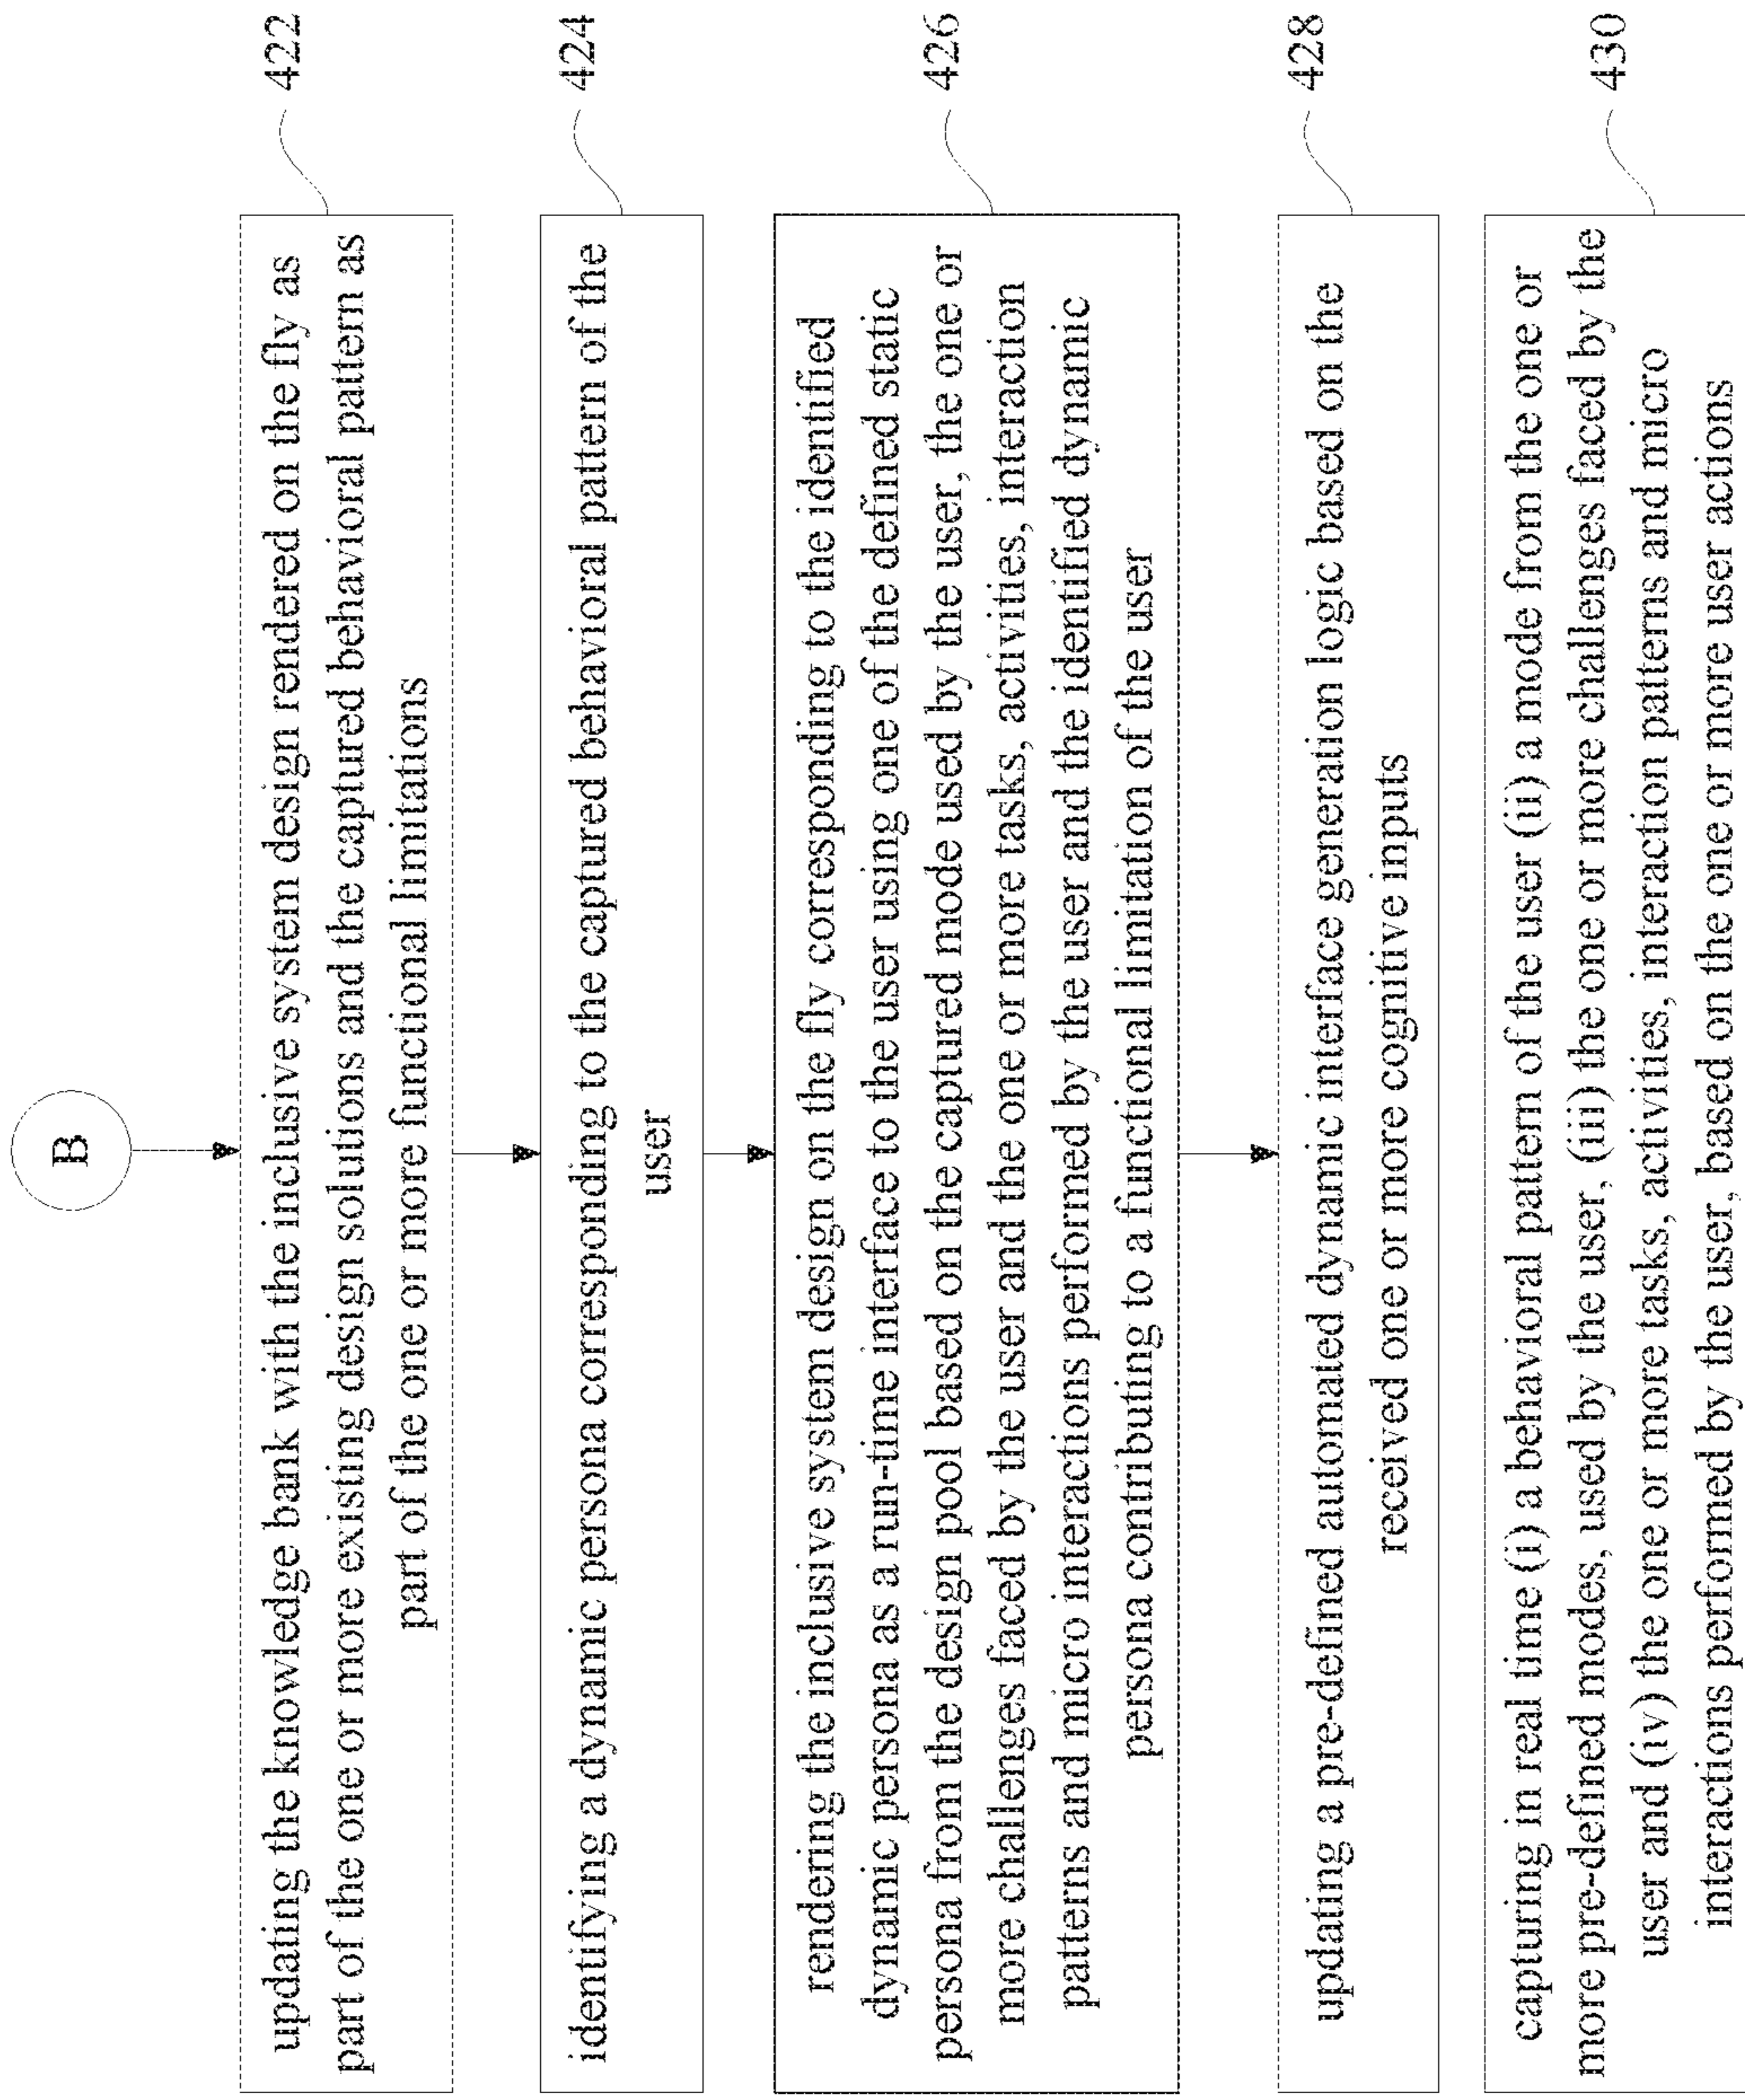 B
updating the knowledge bank with the inclusive system design rendered on the fly as
part of the one or more existing design solutions and the captured behavioral pattern as
part of the one or more functional limitations
422
identifying a dynamic persona corresponding to the captured behavioral pattern of the
user
424
rendering the inclusive system design on the fly corresponding to the identified
dynamic persona as a run-time interface to the user using one of the defined static
persona from the design pool based on the captured mode used by the user, the one or
more challenges faced by the user and the one or more tasks, activities, interaction
patterns and micro interactions performed by the user and the identified dynamic
persona contributing to a functional limitation of the user
426
updating a pre-defined automated dynamic interface generation logic based on the
received one or more cognitive inputs
428
capturing in real time (i) a behavioral pattern of the user (ii) a mode from the one or
more pre-defined modes, used by the user, (iii) the one or more challenges faced by the
user and (iv) the one or more tasks, activities, interaction patterns and micro
interactions performed by the user, based on the one or more user actions
430